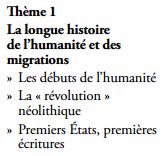 Thème 1
La longue histoire
de l'humanité et des
migrations
» Les débuts de l'humanité
» La « révolution »
néolithique
» Premiers États, premières
écritures